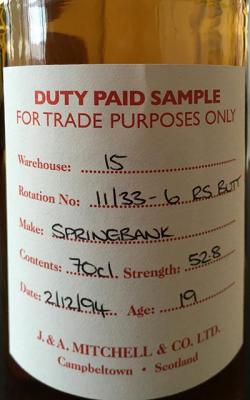 DUTY PAID SAMPLE
FOR TRADE PURPOSES ONLY
Warehouse: 15
Rotation No: 11/33-6 RS BUTT
Make: SPRINGBANK
Contents: 70cl. Strength: 52.8
Date: 2/12/94 Age: 19
J. & A. MITCHELL & CO. LTD.
Campbeltown • Scotland